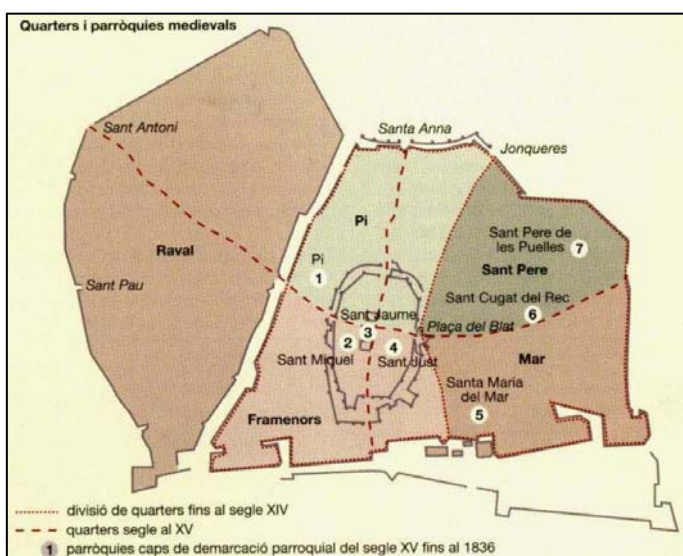 Quarters i parròquies medievals
Sant Antoni
Santa Anna
Jonqueres
Pi
Raval
Sant Pere de
les Puelles
7
Sant Pere
Pi
1
Sant Pau
Sant Cugat del Rec
6
Sant Jaume
3
Plaça del Blat
2
4
Sant Miquel
Sant Just
Mar
Santa Maria
del Mar
5
Framenors
divisió de quarters fins al segle XIV
quarters segle al XV
1 parròquies caps de demarcació parroquial del segle XV fins al 1836